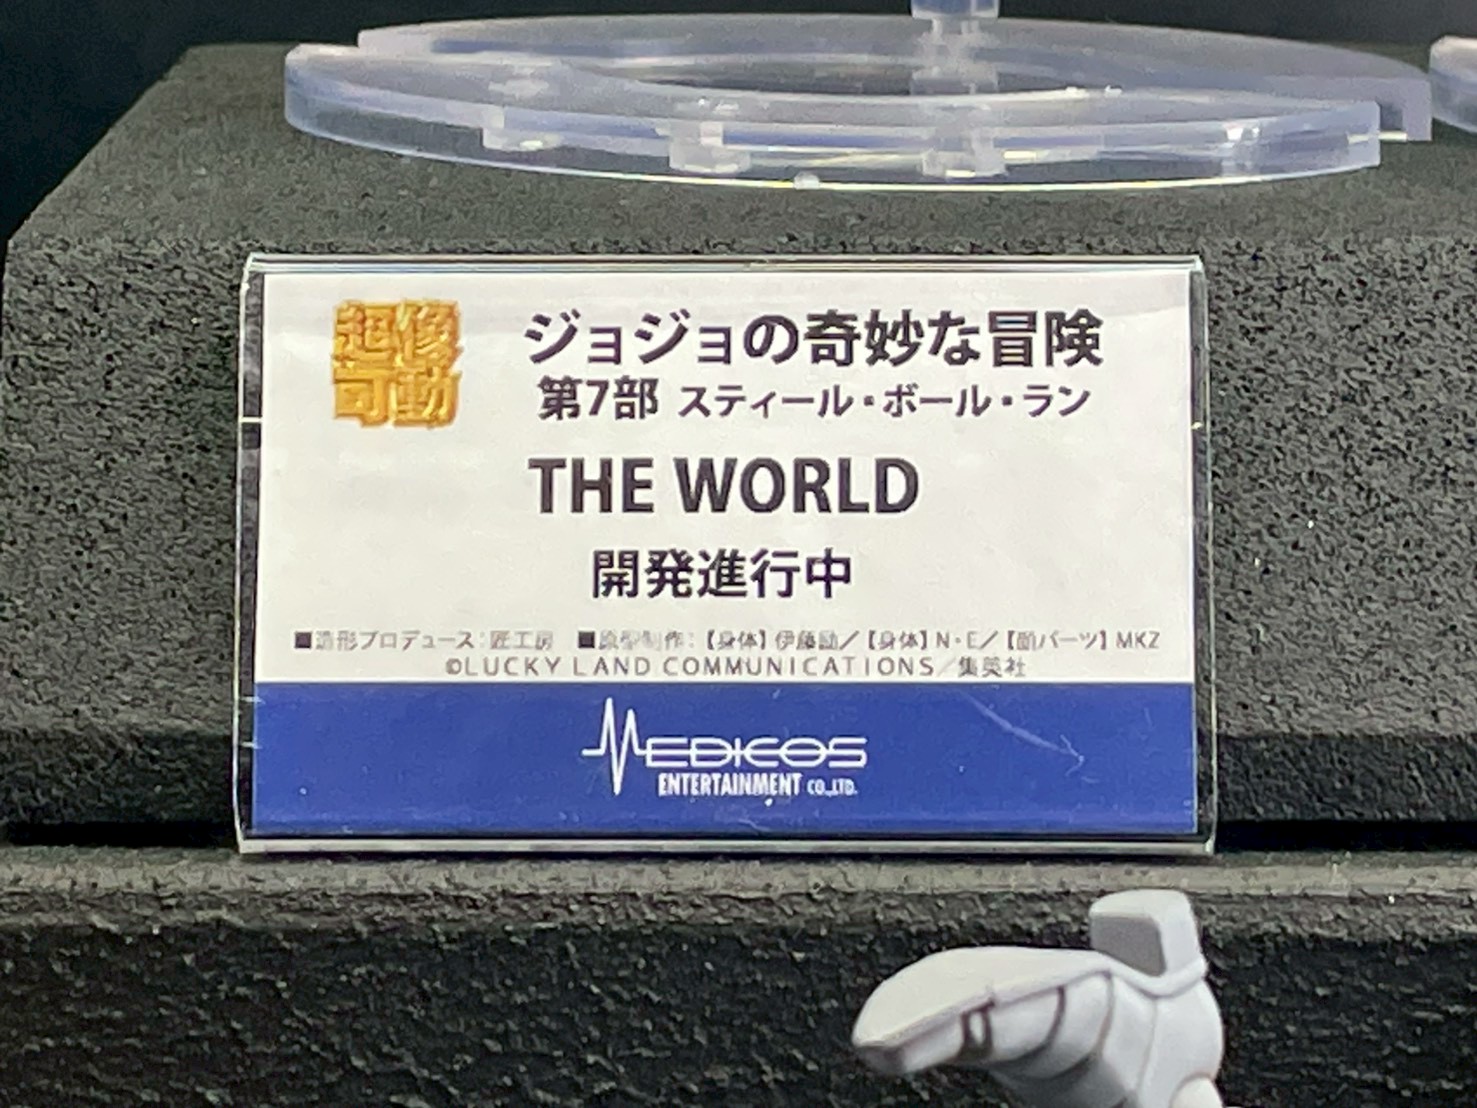 超像
可動
ジョジョの奇妙な冒険
第7部 スティール・ボール・ラン
THE WORLD
開発進行中
■造形プロデュース：匠工房 ■原型制作：【身体】伊藤励／【身体】N・E／【顔パーツ】MKZ
©LUCKY LAND COMMUNICATIONS／集英社
MEDICOS
ENTERTAINMENT CO.,LTD.